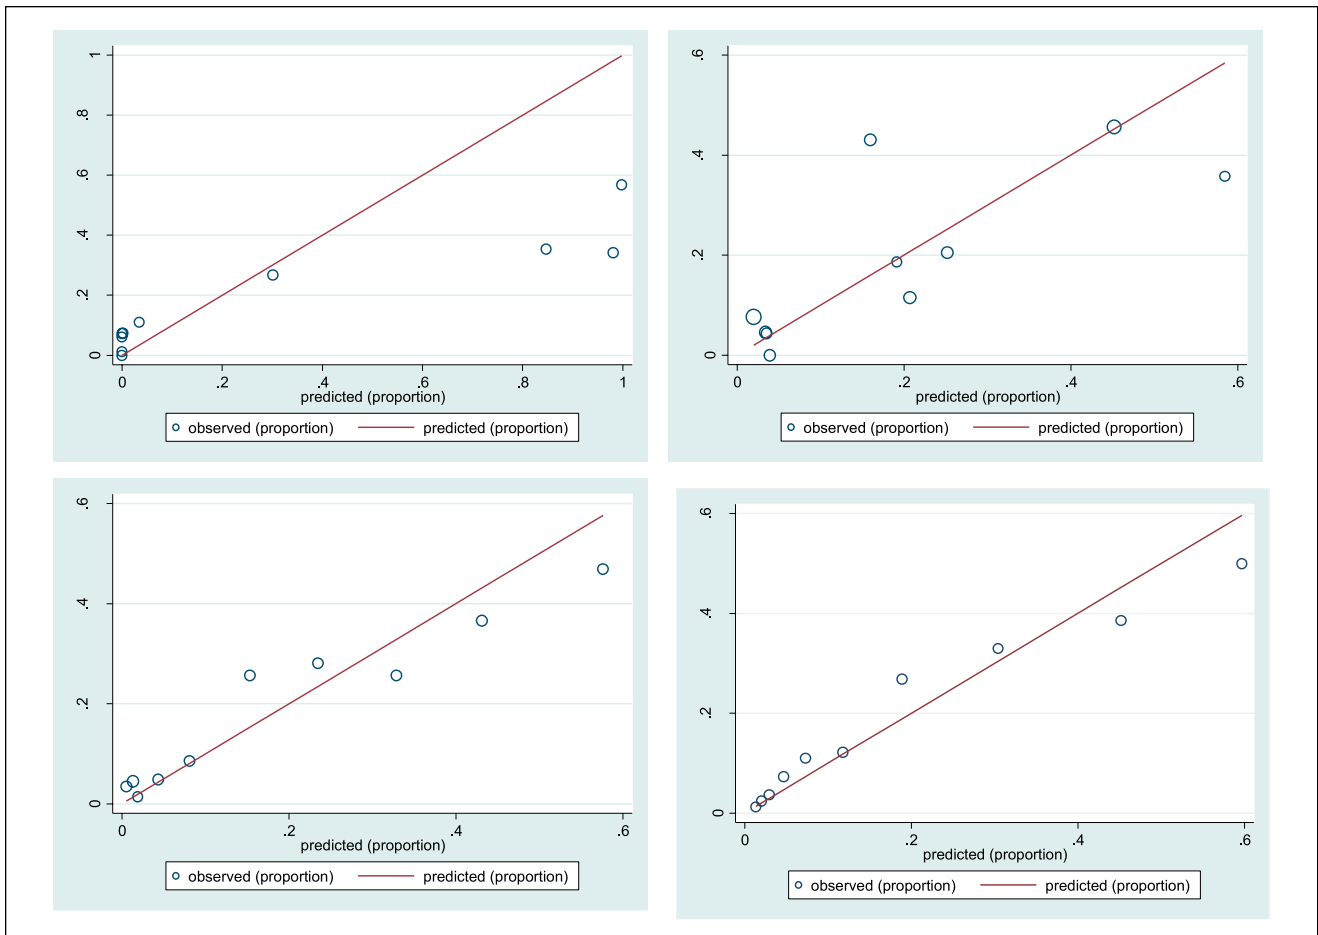 1
.8
.6
.4
.2
0
0 .2 .4 .6 .8 1
predicted (proportion)
observed (proportion) predicted (proportion)
.6
.4
.2
0
0 .2 .4 .6
predicted (proportion)
observed (proportion) predicted (proportion)
.6
.4
.2
0
0 .2 .4 .6
predicted (proportion)
observed (proportion) predicted (proportion)
.6
.4
.2
0
0 .2 .4 .6
predicted (proportion)
observed (proportion) predicted (proportion)